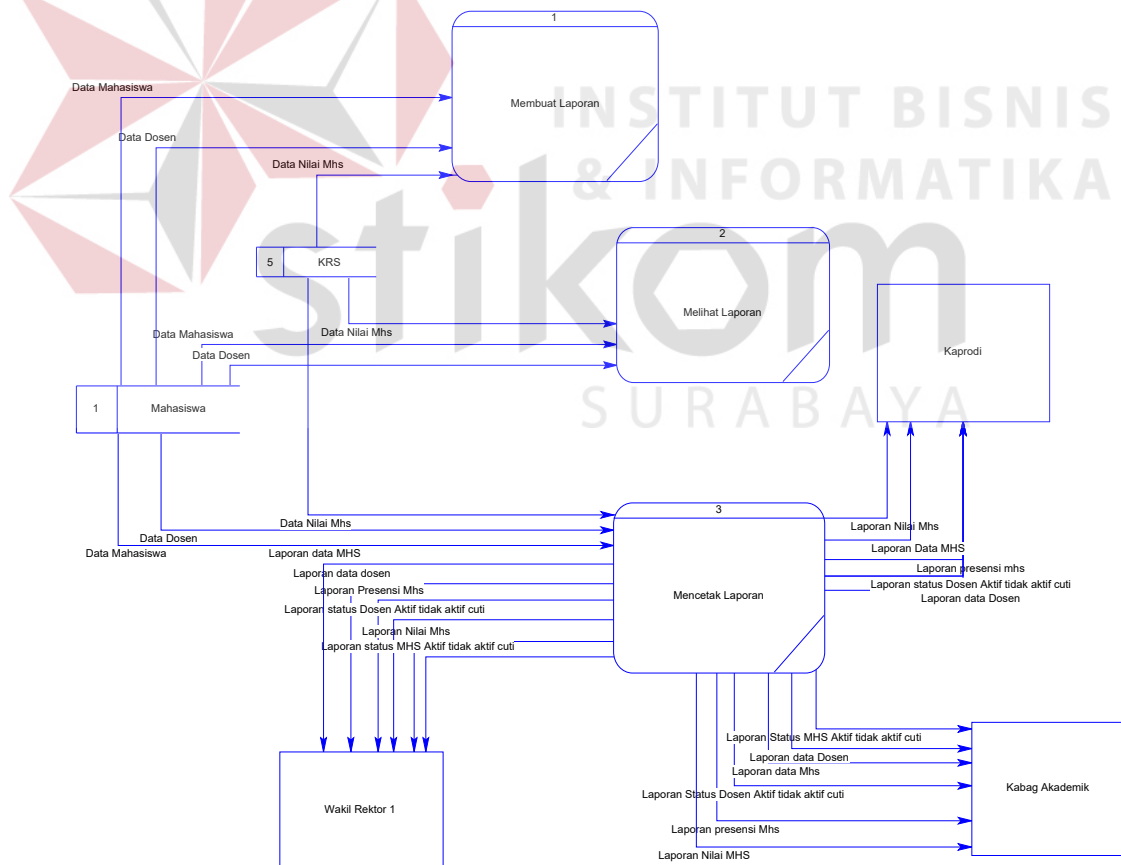 1
Data Mahasiswa
Membuat Laporan
INSTITUT BISNIS
Data Dosen
Data Nilai Mhs
& INFORMATIKA
stikom
2
5 KRS
Melihat Laporan
Data Nilai Mhs
Data Mahasiswa
Data Dosen
Kaprodi
1 Mahasiswa
SURABAYA
3
Data Nilai Mhs
Laporan Nilai Mhs
Data Dosen
Data Mahasiswa
Laporan data MHS
Laporan Data MHS
Laporan data dosen
Laporan presensi mhs
Laporan Presensi Mhs
Laporan status Dosen Aktif tidak aktif cuti
Mencetak Laporan
Laporan data Dosen
Laporan status Dosen Aktif tidak aktif cuti
Laporan Nilai Mhs
Laporan status MHS Aktif tidak aktif cuti
Laporan Status MHS Aktif tidak aktif cuti
Laporan data Dosen
Laporan data Mhs
Kabag Akademik
Laporan Status Dosen Aktif tidak aktif cuti
Wakil Rektor 1
Laporan presensi Mhs
Laporan Nilai MHS